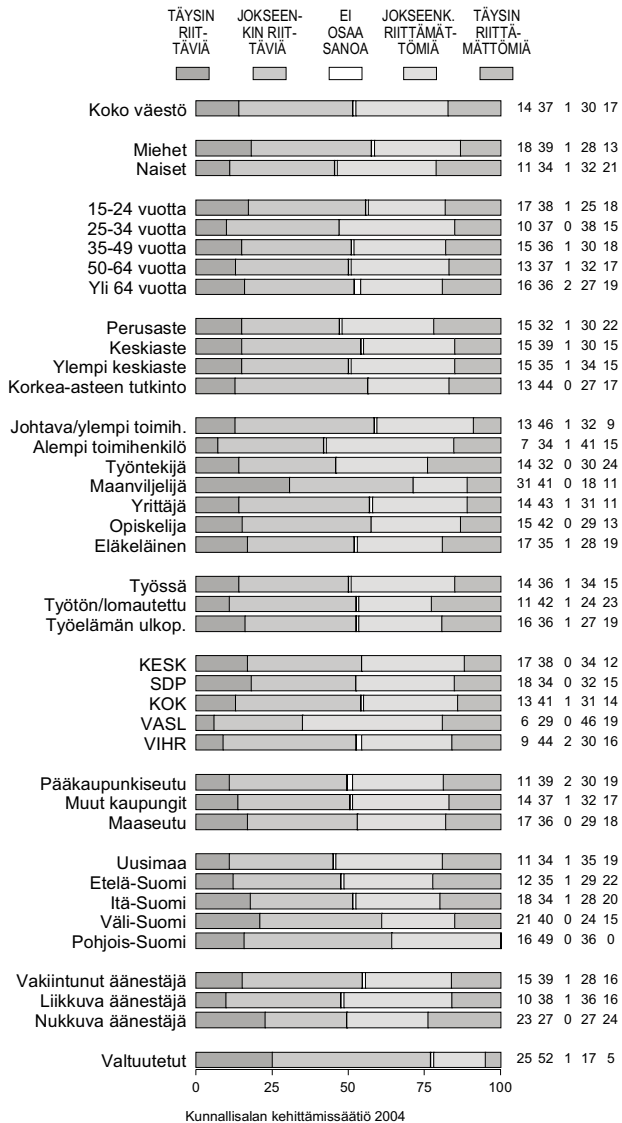 TÄYSIN RIIT- TÄVIÄ
JOKSEEN- KIN RIIT- TÄVIÄ
EI OSAA SANOA
JOKSEENK. RIITTÄMÄT- TÖMIÄ
TÄYSIN RIITTÄ- MÄTTÖMIÄ
Koko väestö 14 37 1 30 17
Miehet 18 39 1 28 13
Naiset 11 34 1 32 21
15-24 vuotta 17 38 1 25 18
25-34 vuotta 10 37 0 38 15
35-49 vuotta 15 36 1 30 18
50-64 vuotta 13 37 1 32 17
Yli 64 vuotta 16 36 2 27 19
Perusaste 15 32 1 30 22
Keskiaste 15 39 1 30 15
Ylempi keskiaste 15 35 1 34 15
Korkea-asteen tutkinto 13 44 0 27 17
Johtava/ylempi toimih. 13 46 1 32 9
Alempi toimihenkilö 7 34 1 41 15
Työntekijä 14 32 0 30 24
Maanviljelijä 31 41 0 18 11
Yrittäjä 14 43 1 31 11
Opiskelija 15 42 0 29 13
Eläkeläinen 17 35 1 28 19
Työssä 14 36 1 34 15
Työtön/lomautettu 11 42 1 24 23
Työelämän ulkop. 16 36 1 27 19
KESK 17 38 0 34 12
SDP 18 34 0 32 15
KOK 13 41 1 31 14
VASL 6 29 0 46 19
VIHR 9 44 2 30 16
Pääkaupunkiseutu 11 39 2 30 19
Muut kaupungit 14 37 1 32 17
Maaseutu 17 36 0 29 18
Uusimaa 11 34 1 35 19
Etelä-Suomi 12 35 1 29 22
Itä-Suomi 18 34 1 28 20
Väli-Suomi 21 40 0 24 15
Pohjois-Suomi 16 49 0 36 0
Vakiintunut äänestäjä 15 39 1 28 16
Liikkuva äänestäjä 10 38 1 36 16
Nukkuva äänestäjä 23 27 0 27 24
Valtuutetut 25 52 1 17 5
0 25 50 75 100
Kunnallisalan kehittämissäätiö 2004